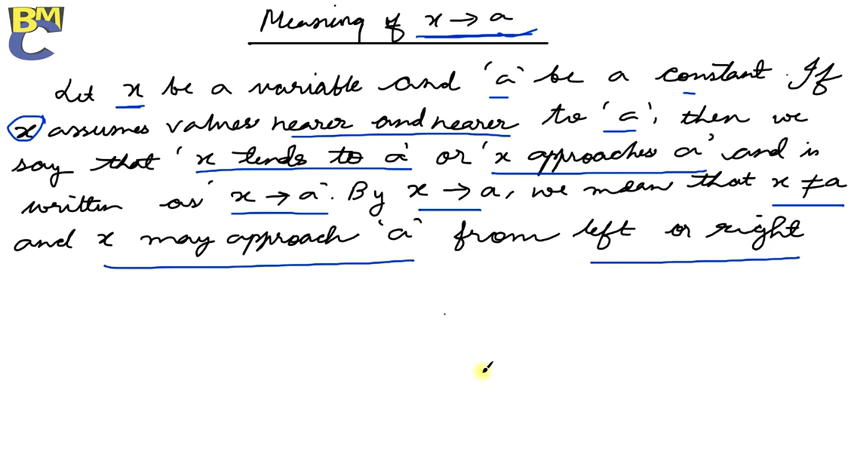 BMC
Meaning of x → a
Let x be a variable and 'a' be a constant. If
x assumes values nearer and nearer to 'a', then we
say that 'x tends to a' or 'x approaches a' and is
written as 'x → a'. By x → a, we mean that x ≠ a
and x may approach 'a' from left or right